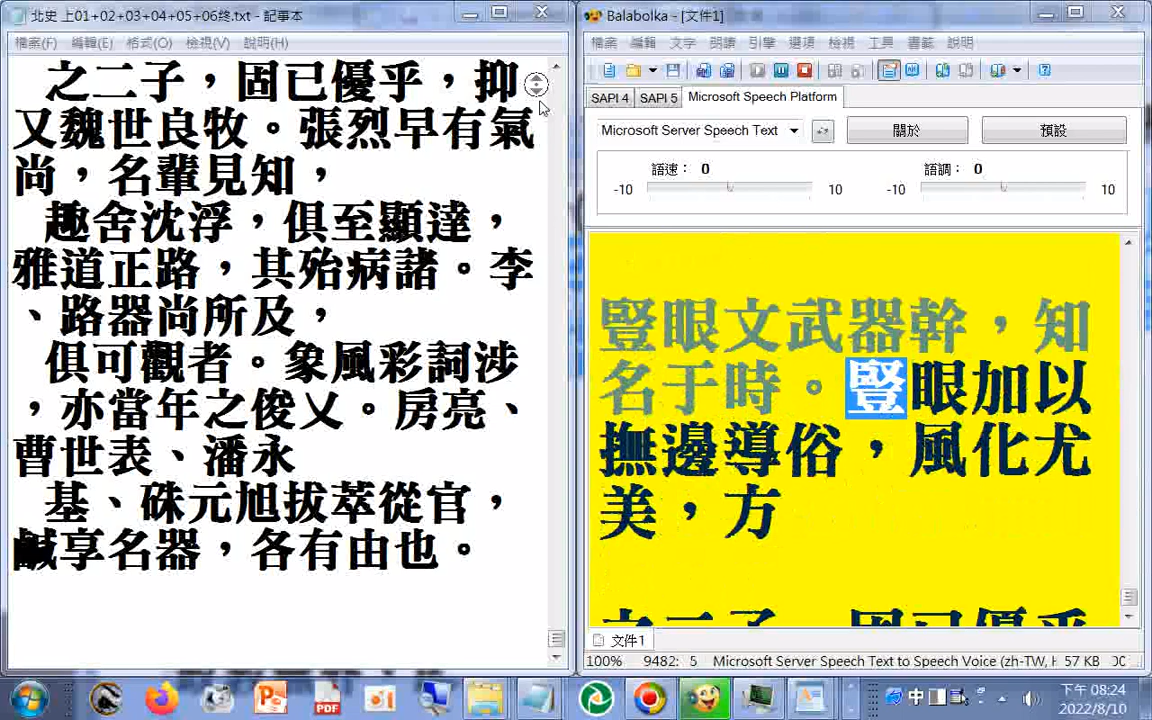 北史 上01+02+03+04+05+06终.txt - 記事本
檔案(F) 編輯(E) 格式(O) 檢視(V) 說明(H)
之二子，固已優乎，抑
又魏世良牧。張烈早有氣
尚，名輩見知，
趣舍沈浮，俱至顯達，
雅道正路，其殆病諸。李
、路器尚所及，
俱可觀者。象風彩詞涉
，亦當年之俊乂。房亮、
曹世表、潘永
基、硃元旭拔萃從官，
鹹享名器，各有由也。
Balabolka - [文件1]
檔案 編輯 文字 朗讀 引擎 選項 檢視 工具 書籤 說明
SAPI 4 SAPI 5 Microsoft Speech Platform
Microsoft Server Speech Text 關於 預設
語速： 0 語調： 0
-10 10 -10 10
豎眼文武器幹，知
名于時。豎眼加以
撫邊導俗，風化尤
美，方
之二子，固已優乎
文件1
100% 9482: 5 Microsoft Server Speech Text to Speech Voice (zh-TW, 57 KB
PDF 中 下午 08:24
2022/8/10